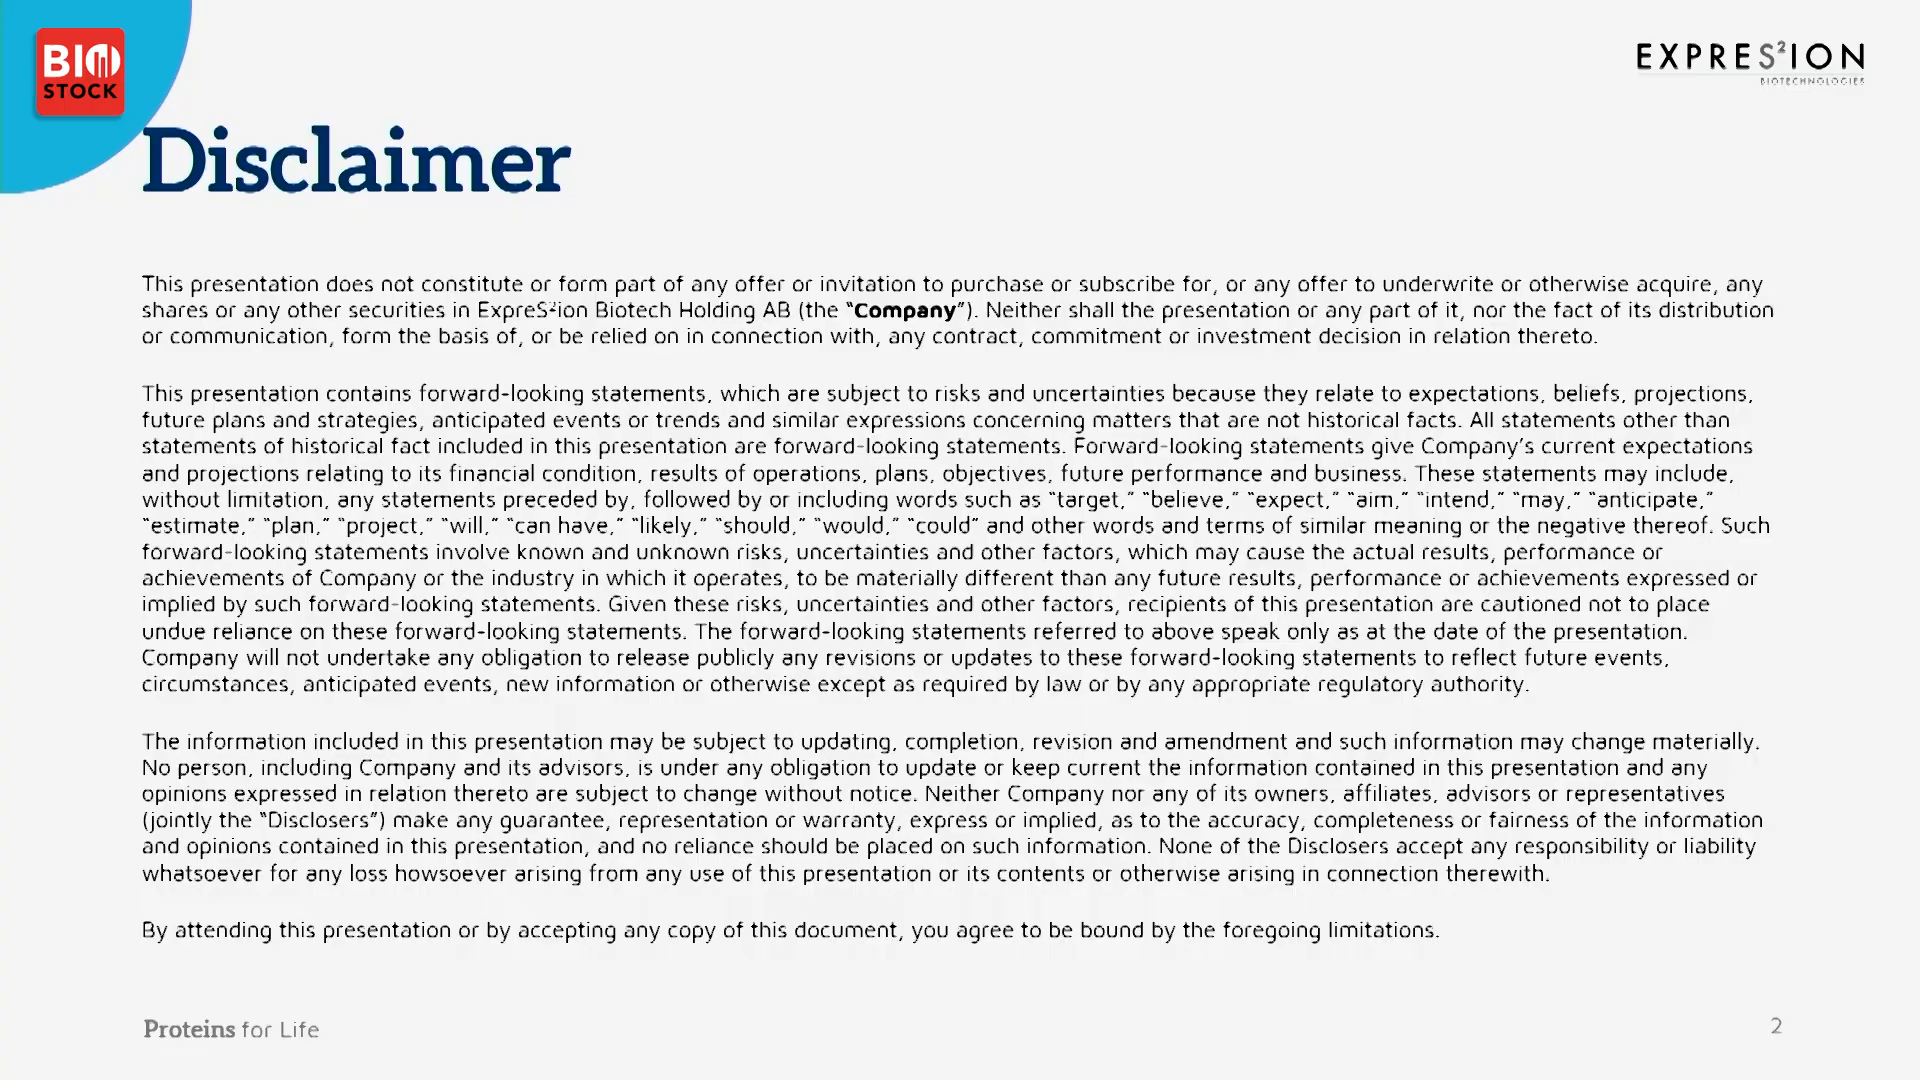 BIO
STOCK
EXPRES²ION
BIOTECHNOLOGIES
Disclaimer
This presentation does not constitute or form part of any offer or invitation to purchase or subscribe for, or any offer to underwrite or otherwise acquire, any
shares or any other securities in ExpreS²ion Biotech Holding AB (the “Company”). Neither shall the presentation or any part of it, nor the fact of its distribution
or communication, form the basis of, or be relied on in connection with, any contract, commitment or investment decision in relation thereto.
This presentation contains forward-looking statements, which are subject to risks and uncertainties because they relate to expectations, beliefs, projections,
future plans and strategies, anticipated events or trends and similar expressions concerning matters that are not historical facts. All statements other than
statements of historical fact included in this presentation are forward-looking statements. Forward-looking statements give Company’s current expectations
and projections relating to its financial condition, results of operations, plans, objectives, future performance and business. These statements may include,
without limitation, any statements preceded by, followed by or including words such as “target,” “believe,” “expect,” “aim,” “intend,” “may,” “anticipate,”
“estimate,” “plan,” “project,” “will,” “can have,” “likely,” “should,” “would,” “could” and other words and terms of similar meaning or the negative thereof. Such
forward-looking statements involve known and unknown risks, uncertainties and other factors, which may cause the actual results, performance or
achievements of Company or the industry in which it operates, to be materially different than any future results, performance or achievements expressed or
implied by such forward-looking statements. Given these risks, uncertainties and other factors, recipients of this presentation are cautioned not to place
undue reliance on these forward-looking statements. The forward-looking statements referred to above speak only as at the date of the presentation.
Company will not undertake any obligation to release publicly any revisions or updates to these forward-looking statements to reflect future events,
circumstances, anticipated events, new information or otherwise except as required by law or by any appropriate regulatory authority.
The information included in this presentation may be subject to updating, completion, revision and amendment and such information may change materially.
No person, including Company and its advisors, is under any obligation to update or keep current the information contained in this presentation and any
opinions expressed in relation thereto are subject to change without notice. Neither Company nor any of its owners, affiliates, advisors or representatives
(jointly the “Disclosers”) make any guarantee, representation or warranty, express or implied, as to the accuracy, completeness or fairness of the information
and opinions contained in this presentation, and no reliance should be placed on such information. None of the Disclosers accept any responsibility or liability
whatsoever for any loss howsoever arising from any use of this presentation or its contents or otherwise arising in connection therewith.
By attending this presentation or by accepting any copy of this document, you agree to be bound by the foregoing limitations.
Proteins for Life
2